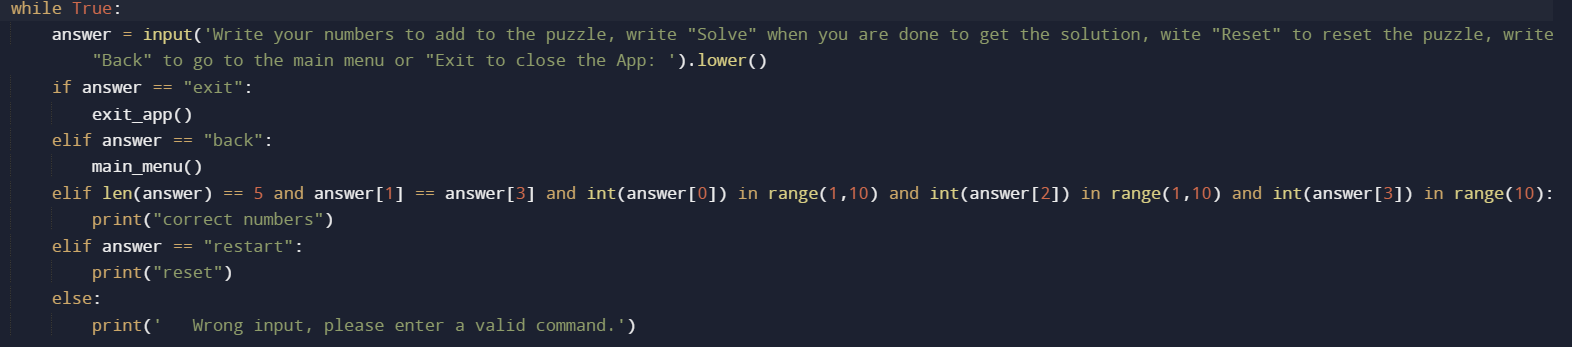 while True:
    answer = input('Write your numbers to add to the puzzle, write "Solve" when you are done to get the solution, wite "Reset" to reset the puzzle, write
        "Back" to go to the main menu or "Exit to close the App: ').lower()
    if answer == "exit":
        exit_app()
    elif answer == "back":
        main_menu()
    elif len(answer) == 5 and answer[1] == answer[3] and int(answer[0]) in range(1,10) and int(answer[2]) in range(1,10) and int(answer[3]) in range(10):
        print("correct numbers")
    elif answer == "restart":
        print("reset")
    else:
        print('   Wrong input, please enter a valid command.')